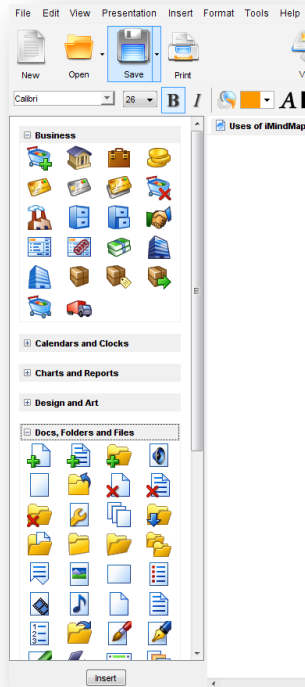 File Edit View Presentation Insert Format Tools Help
New Open Save Print
Calibri 26 B I A
Uses of iMindMap
Business
Calendars and Clocks
Charts and Reports
Design and Art
Docs, Folders and Files
Insert